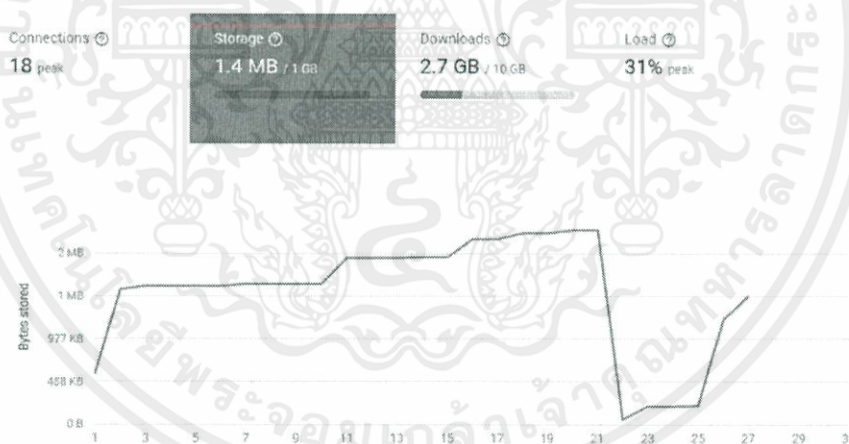 Connections
Storage
Downloads
Load
18 peak
1.4 MB / 1 GB
2.7 GB / 10 GB
31% peak
Bytes stored
2 MB
1 MB
977 KB
488 KB
0 B
1 3 5 7 9 11 13 15 17 19 21 23 25 27 29